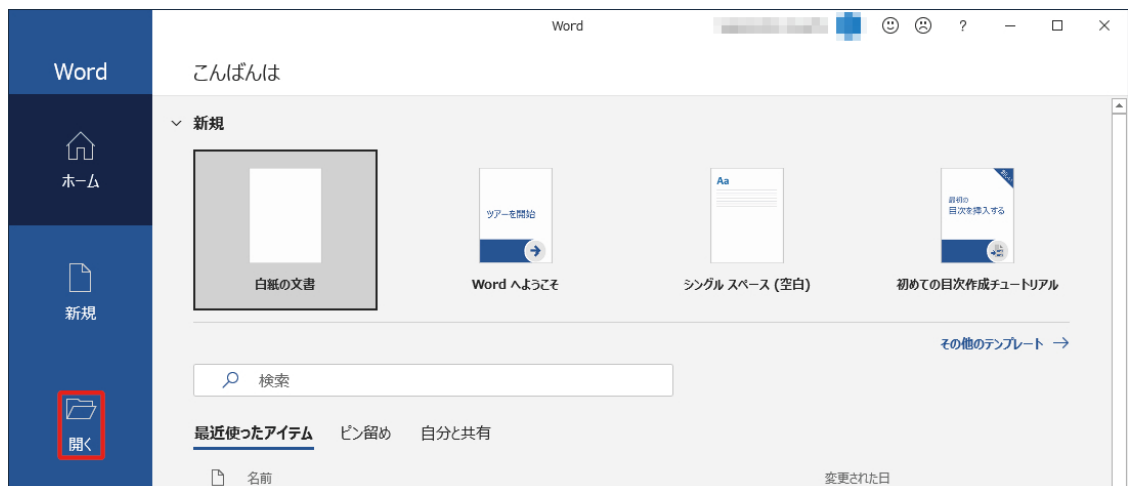 Word
Word
こんばんは
ホーム
新規
開く
新規
白紙の文書
ツアーを開始
Word へようこそ
Aa
シングル スペース (空白)
最初の
目次を挿入する
初めての目次作成チュートリアル
その他のテンプレート
検索
最近使ったアイテム ピン留め 自分と共有
名前 変更された日